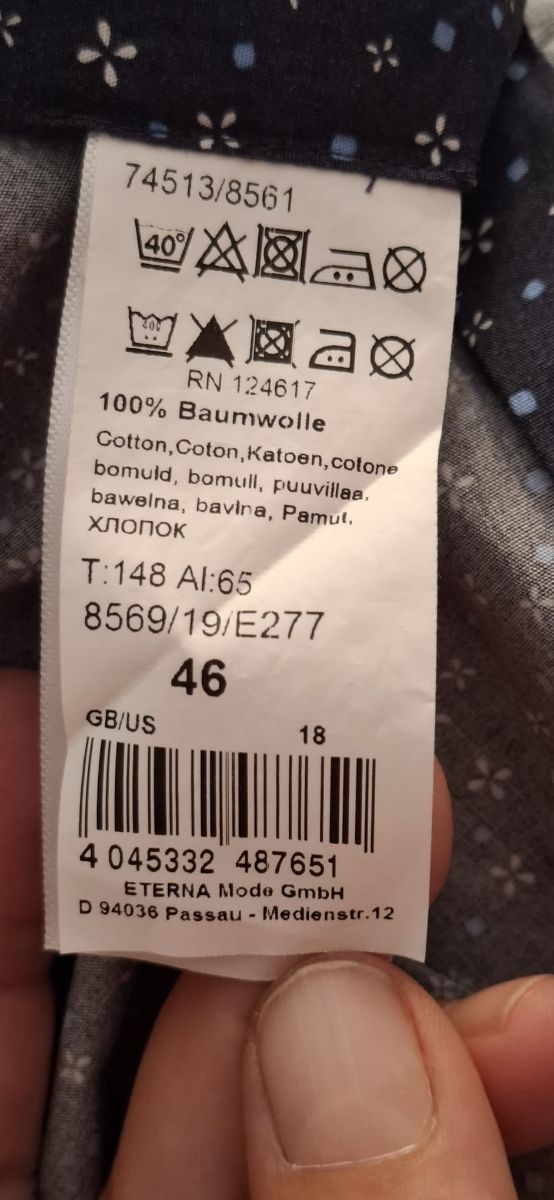 74513/8561
40°
RN 124617
100% Baumwolle
Cotton,Coton,Katoen,cotone
bomuld, bomull, puuvillaa,
bawełna, bavlna, Pamut,
ХЛОПОК
T:148 Al:65
8569/19/E277
46
GB/US 18
4 045332 487651
ETERNA Mode GmbH
D 94036 Passau - Medienstr.12